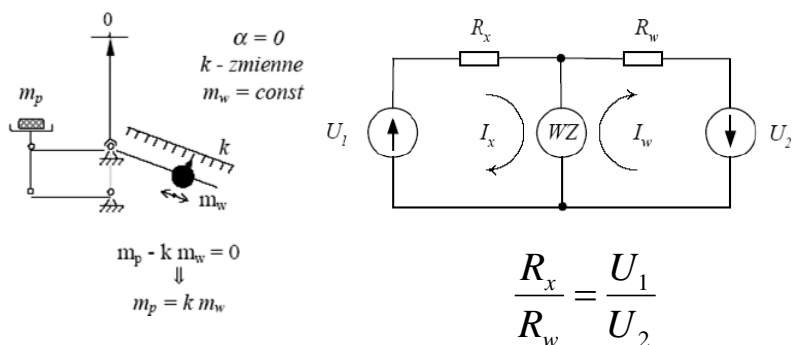 0
α = 0
k - zmienne
m_w = const
m_p
k
m_w
m_p - k m_w = 0
⇓
m_p = k m_w
R_x
R_w
U_1
I_x
WZ
I_w
U_2
R_x / R_w = U_1 / U_2